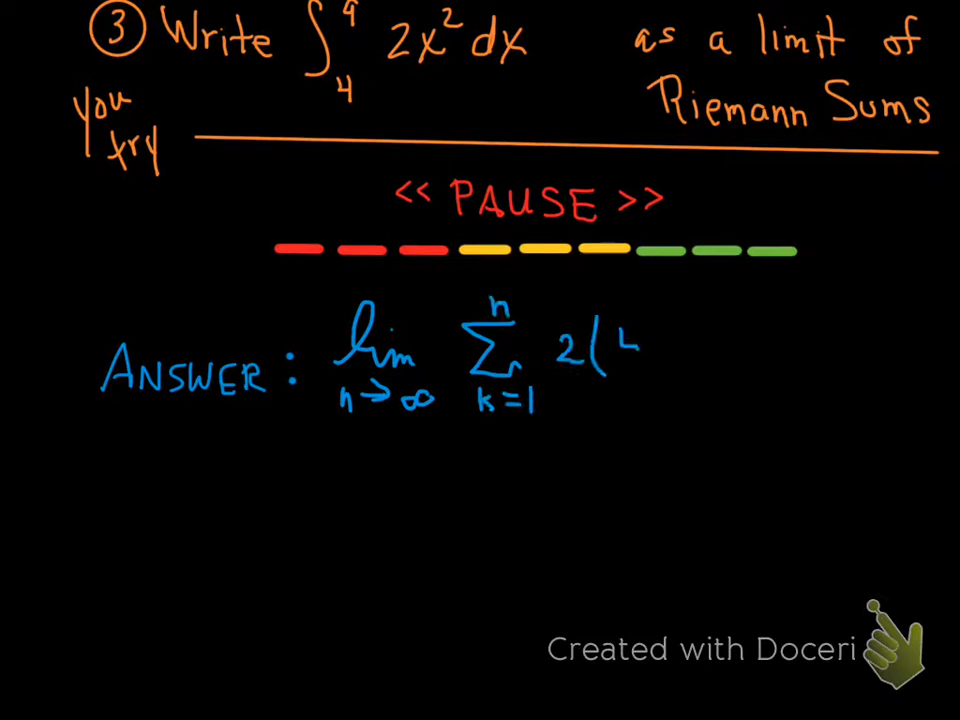 ③ Write ∫₄⁹ 2x² dx as a limit of
you try Riemann Sums
<< PAUSE >>
ANSWER: lim n→∞ n Σ k=1 2( 4
Created with Doceri